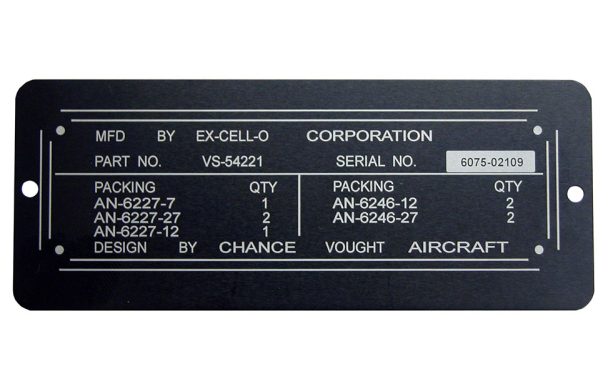 MFD BY EX-CELL-O CORPORATION
PART NO. VS-54221 SERIAL NO. 6075-02109
PACKING QTY
AN-6227-7 1
AN-6227-27 2
AN-6227-12 1
PACKING QTY
AN-6246-12 2
AN-6246-27 2
DESIGN BY CHANCE VOUGHT AIRCRAFT